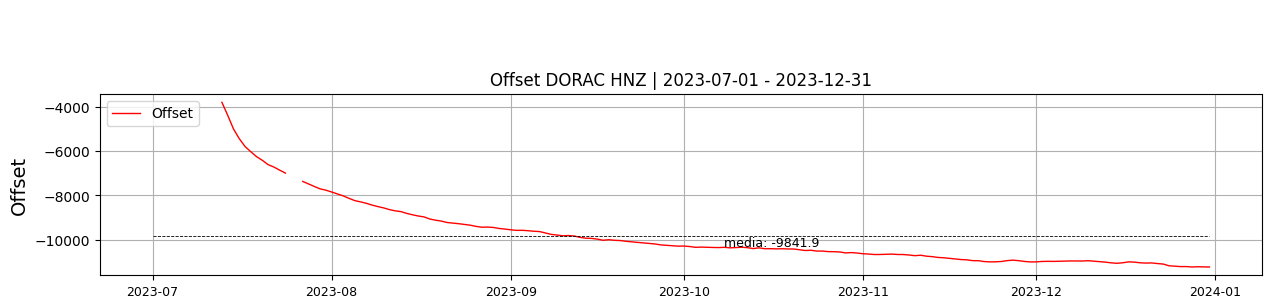 Offset DORAC HNZ | 2023-07-01 - 2023-12-31
Offset
−4000
−6000
−8000
−10000
Offset
media: -9841.9
2023-07
2023-08
2023-09
2023-10
2023-11
2023-12
2024-01